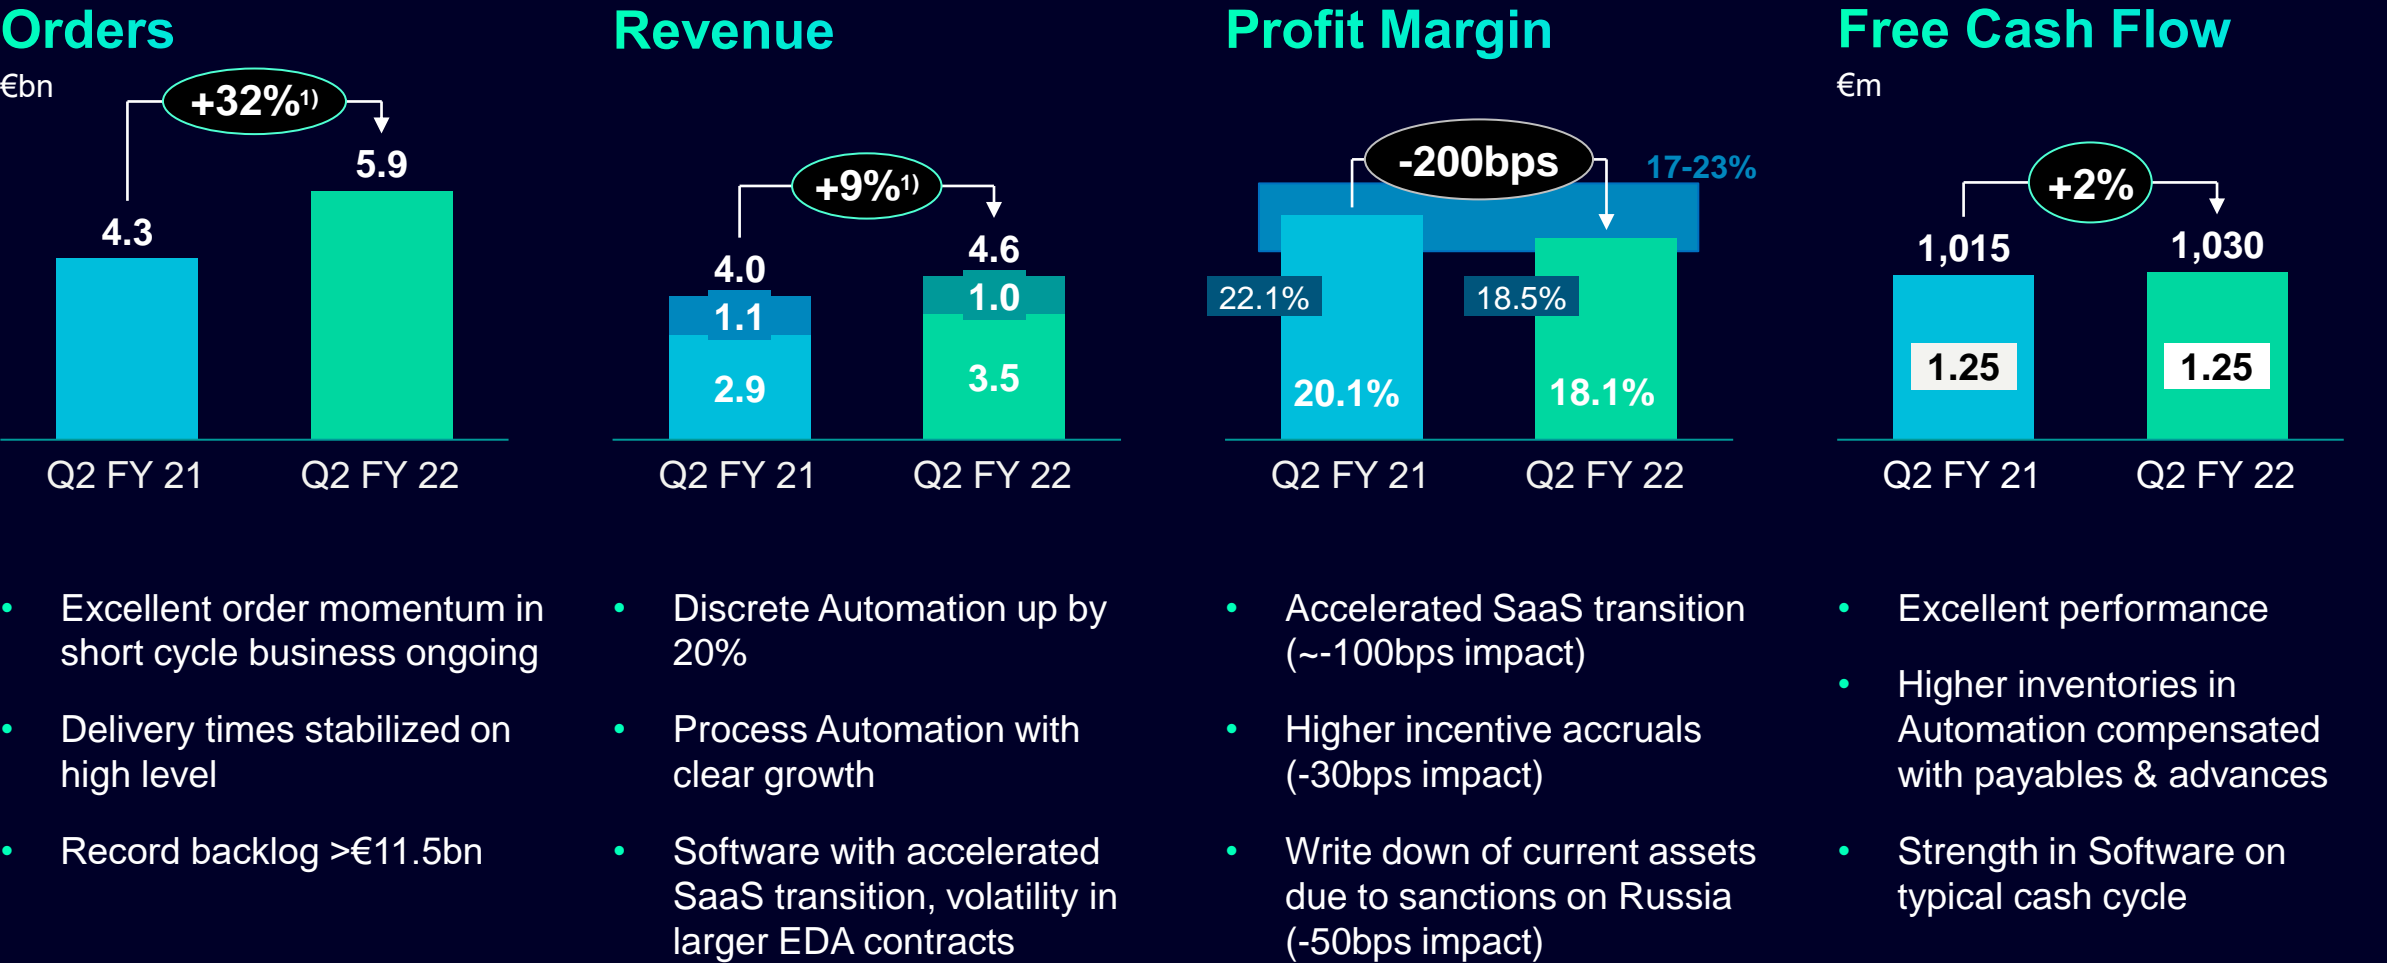 Orders
€bn
+32%1)
4.3
5.9
Q2 FY 21
Q2 FY 22
• Excellent order momentum in
short cycle business ongoing
• Delivery times stabilized on
high level
• Record backlog >€11.5bn
Revenue
+9%1)
4.0
1.1
2.9
4.6
1.0
3.5
Q2 FY 21
Q2 FY 22
• Discrete Automation up by
20%
• Process Automation with
clear growth
• Software with accelerated
SaaS transition, volatility in
larger EDA contracts
Profit Margin
-200bps
17-23%
22.1%
18.5%
20.1%
18.1%
Q2 FY 21
Q2 FY 22
• Accelerated SaaS transition
(~-100bps impact)
• Higher incentive accruals
(-30bps impact)
• Write down of current assets
due to sanctions on Russia
(-50bps impact)
Free Cash Flow
€m
+2%
1,015
1,030
1.25
1.25
Q2 FY 21
Q2 FY 22
• Excellent performance
• Higher inventories in
Automation compensated
with payables & advances
• Strength in Software on
typical cash cycle